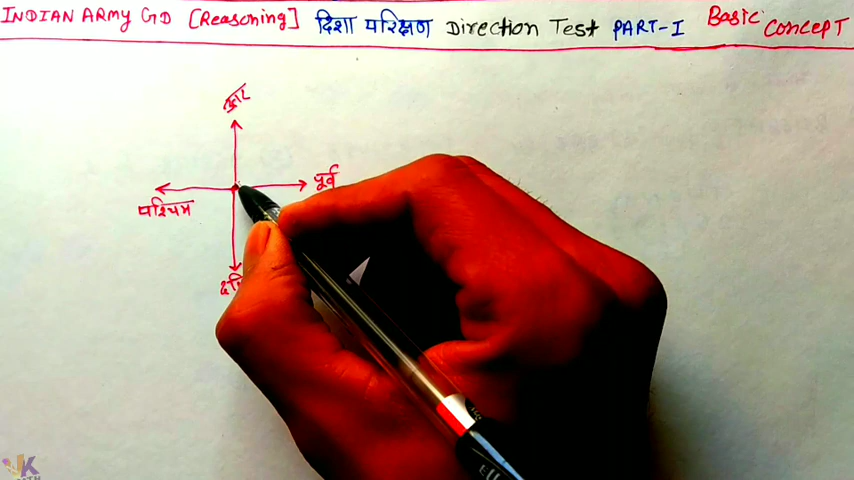 INDIAN ARMY GD [Reasoning] दिशा परिक्षण Direction Test PART-I Basic Concept
उत्तर
पूर्व
पश्चिम